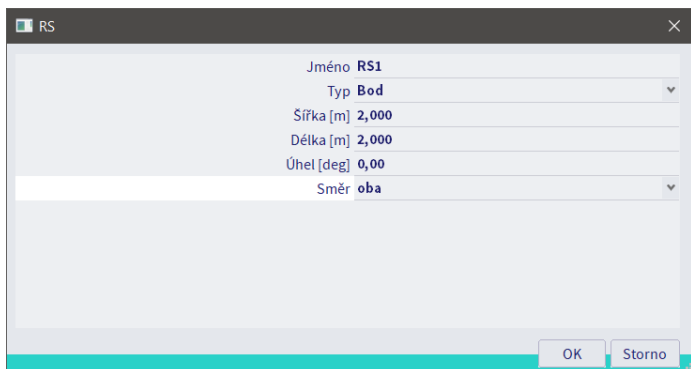 RS
Jméno RS1
Typ Bod
Šířka [m] 2,000
Délka [m] 2,000
Úhel [deg] 0,00
Směr oba
OK Storno